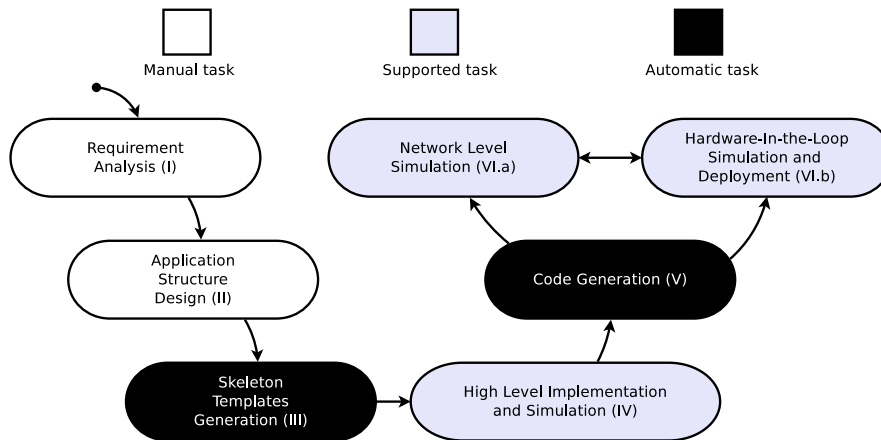 Manual task
Supported task
Automatic task
Requirement
Analysis (I)
Network Level
Simulation (VI.a)
Hardware-In-the-Loop
Simulation and
Deployment (VI.b)
Application
Structure
Design (II)
Code Generation (V)
Skeleton
Templates
Generation (III)
High Level Implementation
and Simulation (IV)